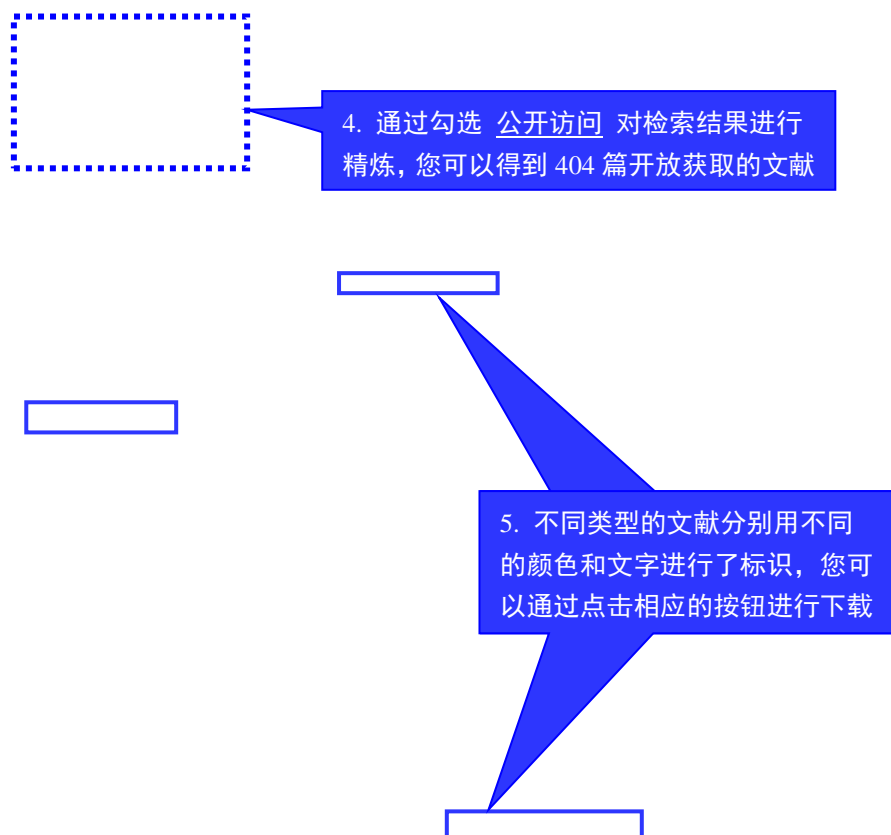 4. 通过勾选 公开访问 对检索结果进行
精炼，您可以得到 404 篇开放获取的文献
5. 不同类型的文献分别用不同
的颜色和文字进行了标识，您可
以通过点击相应的按钮进行下载